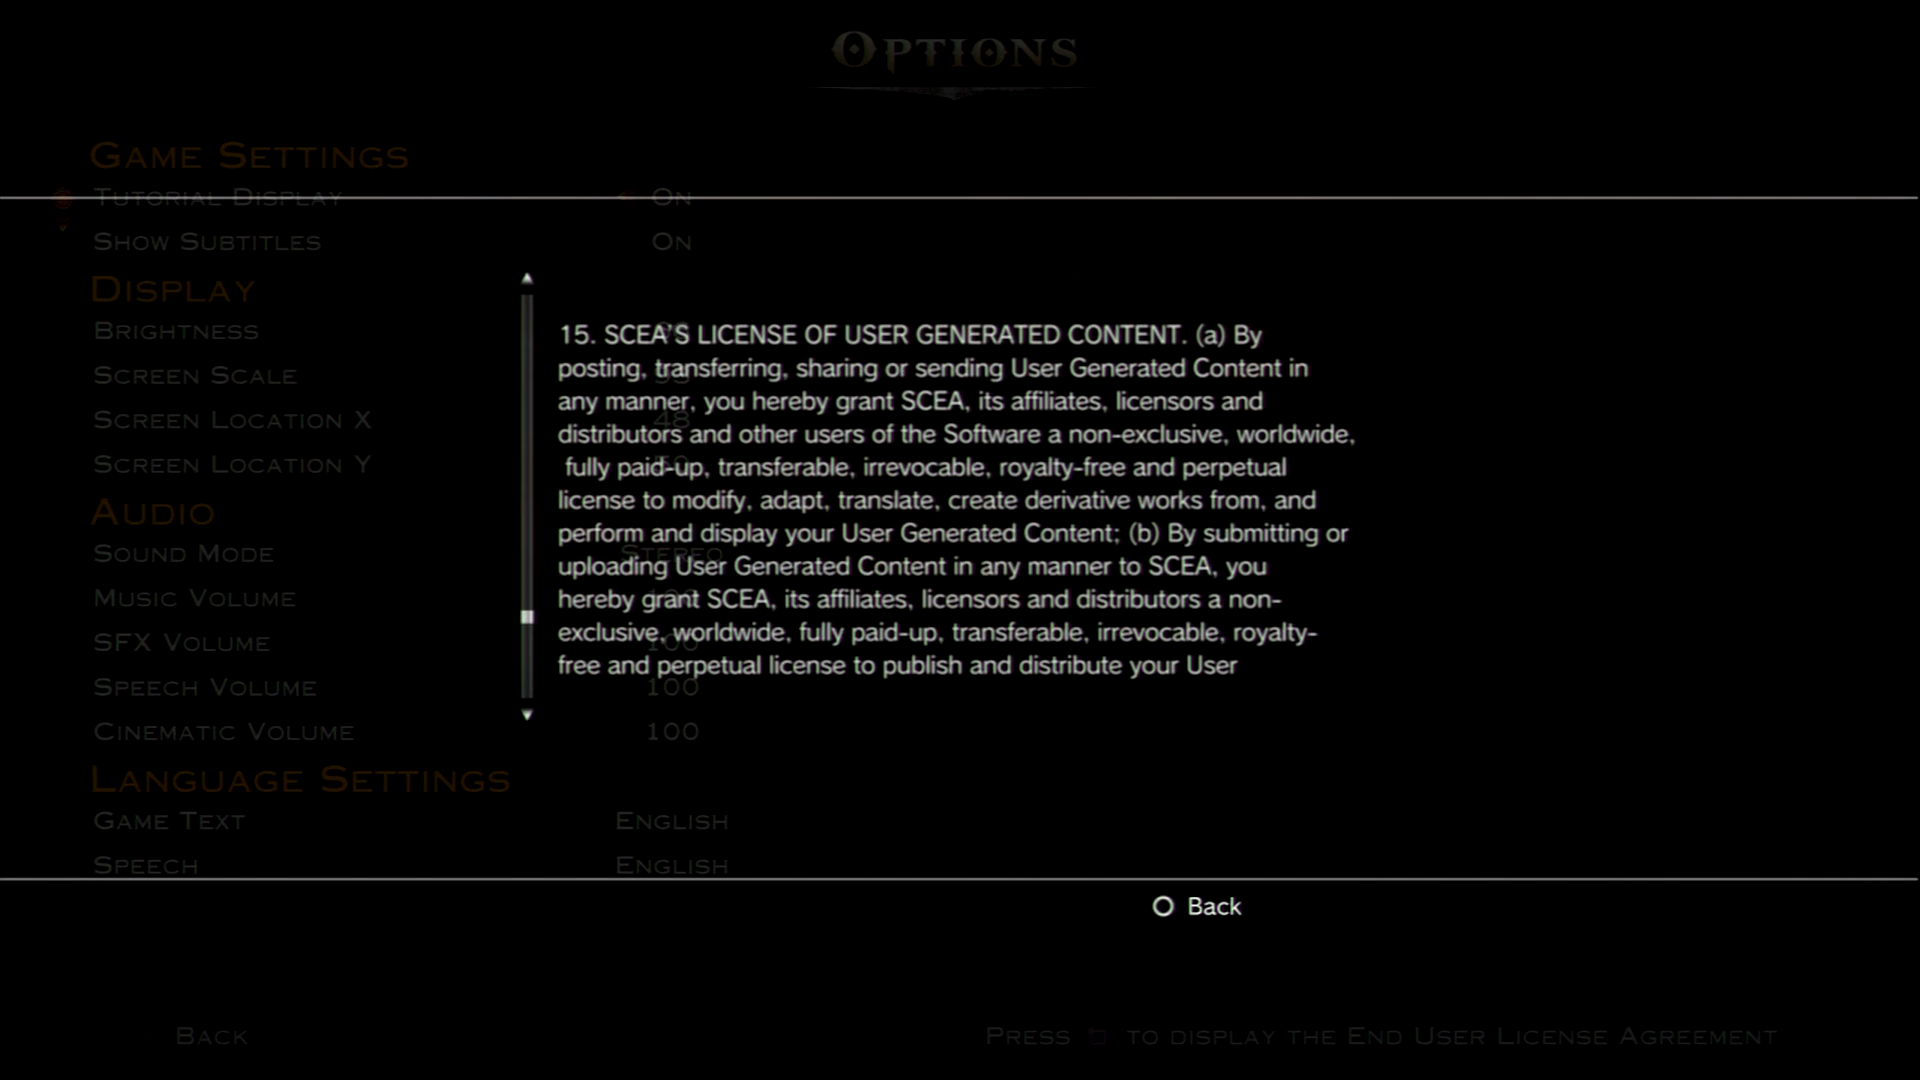 OPTIONS
GAME SETTINGS
TUTORIAL DISPLAY ON
SHOW SUBTITLES ON
DISPLAY
BRIGHTNESS
SCREEN SCALE
SCREEN LOCATION X 48
SCREEN LOCATION Y
AUDIO
SOUND MODE STEREO
MUSIC VOLUME 100
SFX VOLUME 100
SPEECH VOLUME 100
CINEMATIC VOLUME 100
LANGUAGE SETTINGS
GAME TEXT ENGLISH
SPEECH ENGLISH
15. SCEA'S LICENSE OF USER GENERATED CONTENT. (a) By
posting, transferring, sharing or sending User Generated Content in
any manner, you hereby grant SCEA, its affiliates, licensors and
distributors and other users of the Software a non-exclusive, worldwide,
fully paid-up, transferable, irrevocable, royalty-free and perpetual
license to modify, adapt, translate, create derivative works from, and
perform and display your User Generated Content; (b) By submitting or
uploading User Generated Content in any manner to SCEA, you
hereby grant SCEA, its affiliates, licensors and distributors a non-
exclusive, worldwide, fully paid-up, transferable, irrevocable, royalty-
free and perpetual license to publish and distribute your User
Back
BACK
PRESS TO DISPLAY THE END USER LICENSE AGREEMENT